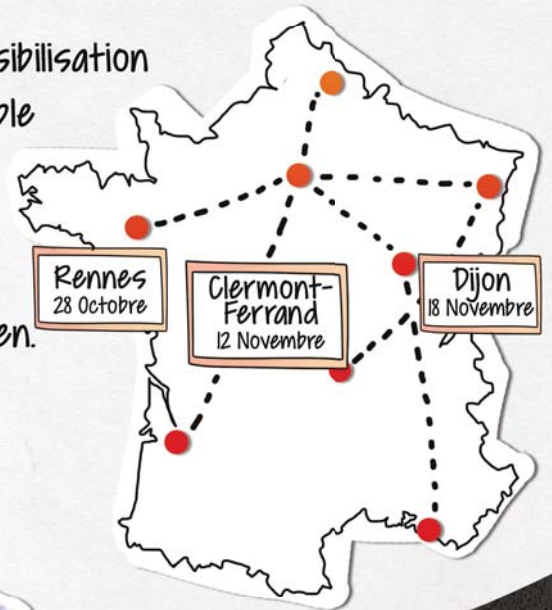 sibilisation
ble
Rennes
28 Octobre
Clermont-
Ferrand
12 Novembre
Dijon
18 Novembre
en.